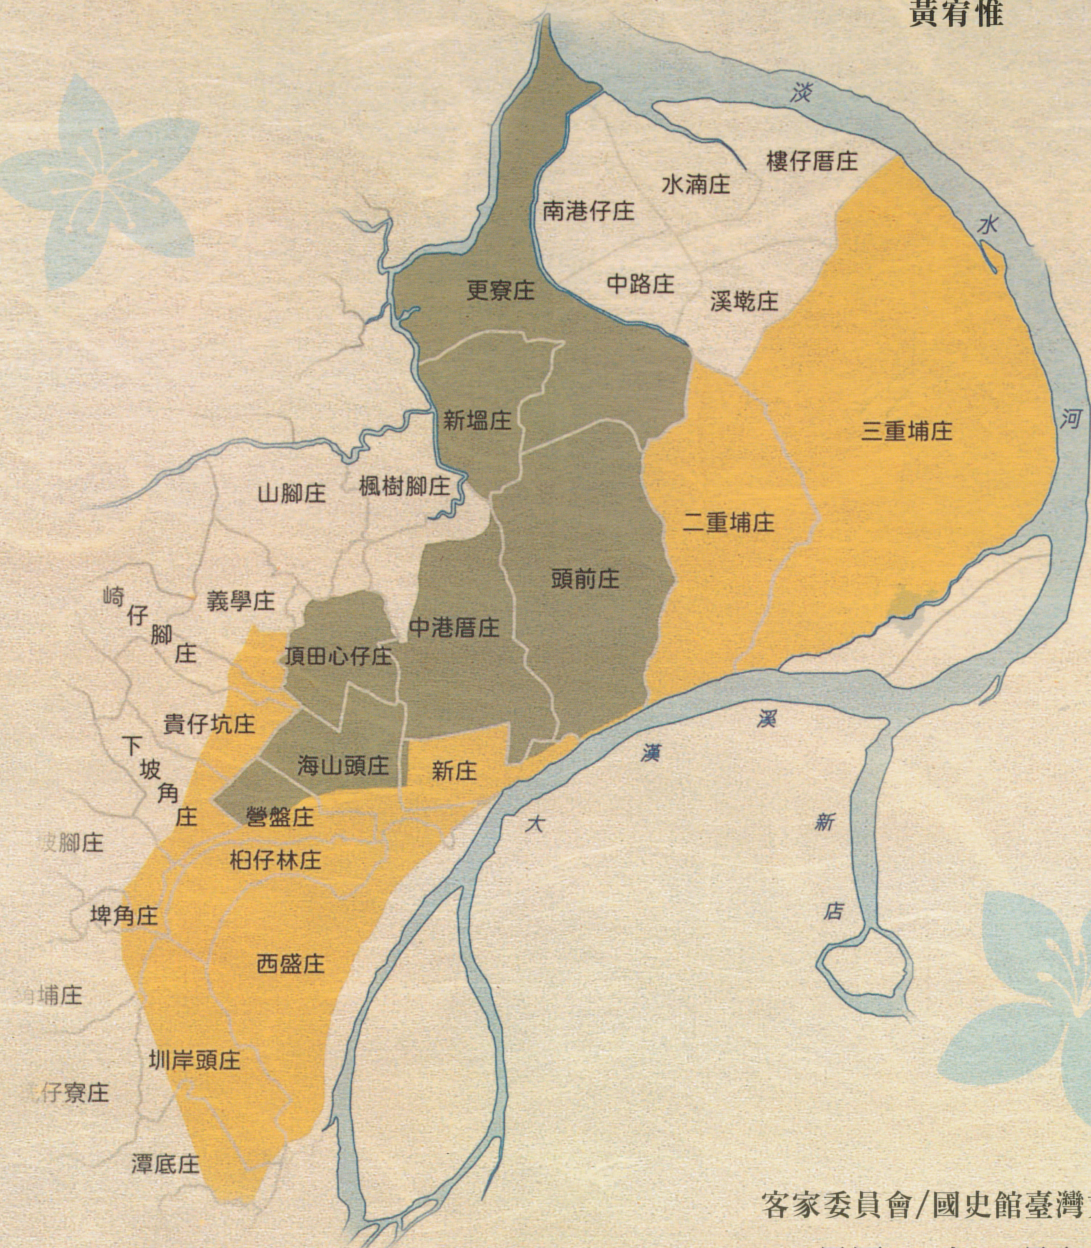 黃宥惟
淡
水
河
樓仔厝庄
水湳庄
南港仔庄
中路庄
溪墘庄
更寮庄
新塭庄
三重埔庄
山腳庄
楓樹腳庄
二重埔庄
頭前庄
義學庄
崎仔腳庄
中港厝庄
頂田心仔庄
貴仔坑庄
下坡角庄
海山頭庄
新庄
大
漢
溪
營盤庄
新
店
坡腳庄
桕仔林庄
埤角庄
西盛庄
埔庄
圳岸頭庄
仔寮庄
潭底庄
客家委員會/國史館臺灣